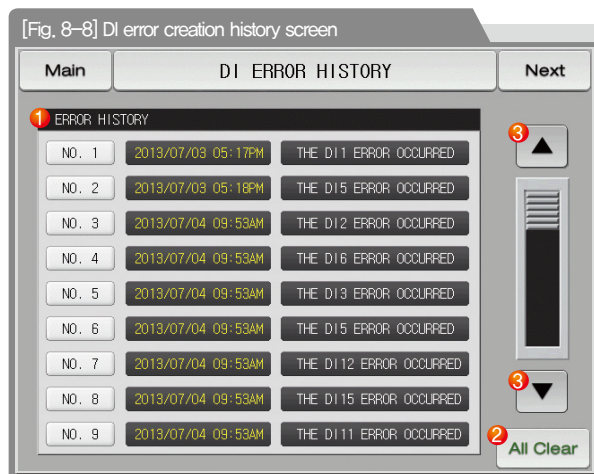 [Fig. 8-8] DI error creation history screen
Main DI ERROR HISTORY Next
1 ERROR HISTORY
3 ▲
NO. 1 2013/07/03 05:17PM THE DI1 ERROR OCCURRED
NO. 2 2013/07/03 05:18PM THE DI5 ERROR OCCURRED
NO. 3 2013/07/04 09:53AM THE DI2 ERROR OCCURRED
NO. 4 2013/07/04 09:53AM THE DI6 ERROR OCCURRED
NO. 5 2013/07/04 09:53AM THE DI3 ERROR OCCURRED
NO. 6 2013/07/04 09:53AM THE DI5 ERROR OCCURRED
NO. 7 2013/07/04 09:53AM THE DI12 ERROR OCCURRED
3 ▼
NO. 8 2013/07/04 09:53AM THE DI15 ERROR OCCURRED
NO. 9 2013/07/04 09:53AM THE DI11 ERROR OCCURRED
2 All Clear